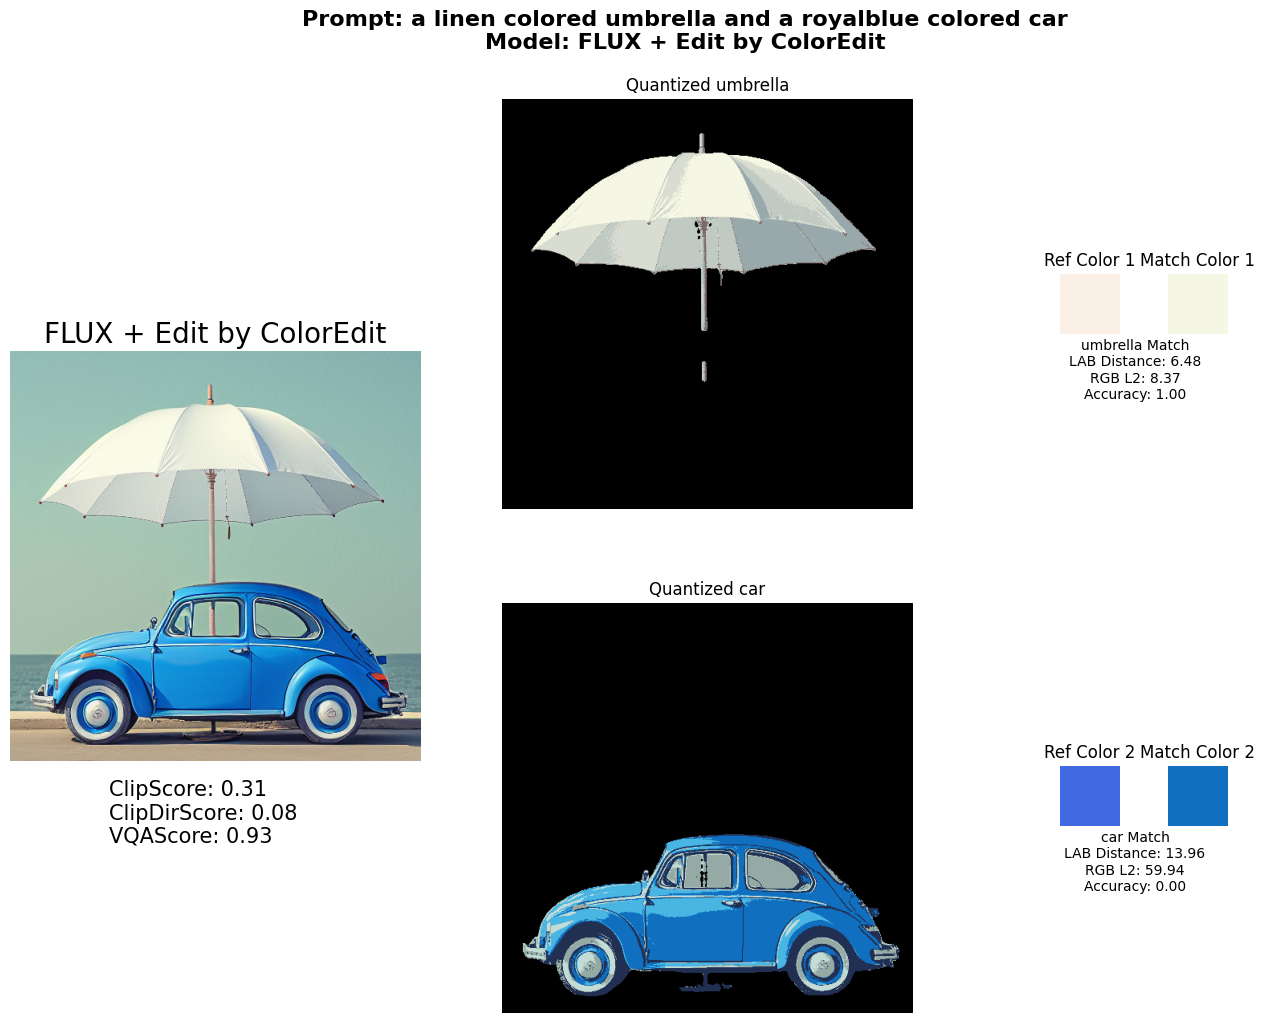 Prompt: a linen colored umbrella and a royalblue colored car
Model: FLUX + Edit by ColorEdit
Quantized umbrella
Ref Color 1 Match Color 1
umbrella Match
LAB Distance: 6.48
RGB L2: 8.37
Accuracy: 1.00
FLUX + Edit by ColorEdit
ClipScore: 0.31
ClipDirScore: 0.08
VQAScore: 0.93
Quantized car
Ref Color 2 Match Color 2
car Match
LAB Distance: 13.96
RGB L2: 59.94
Accuracy: 0.00